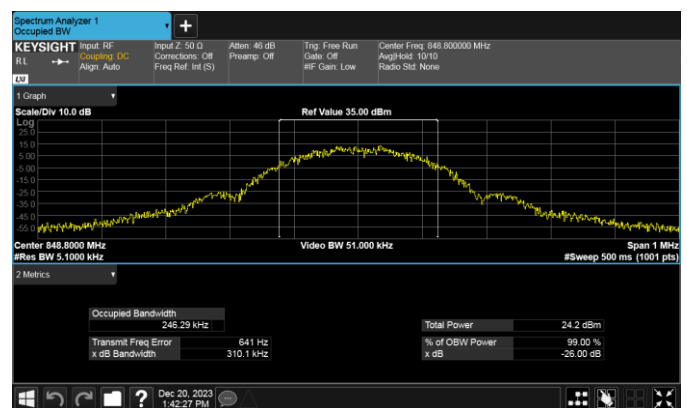 Spectrum Analyzer 1
Occupied BW
+
KEYSIGHT
RL
LXI
Input: RF
Coupling: DC
Align: Auto
Input Z: 50 Ω
Corrections: Off
Freq Ref: Int (S)
Atten: 46 dB
Preamp: Off
Trig: Free Run
Gate: Off
#IF Gain: Low
Center Freq: 848.800000 MHz
Avg|Hold: 10/10
Radio Std: None
1 Graph
Scale/Div 10.0 dB
Ref Value 35.00 dBm
Log
25.0
15.0
5.00
-5.00
-15.0
-25.0
-35.0
-45.0
-55.0
Center 848.8000 MHz
Video BW 51.000 kHz
Span 1 MHz
#Res BW 5.1000 kHz
#Sweep 500 ms (1001 pts)
2 Metrics
Occupied Bandwidth
246.29 kHz
Total Power 24.2 dBm
Transmit Freq Error 641 Hz
% of OBW Power 99.00 %
x dB Bandwidth 310.1 kHz
x dB -26.00 dB
?
Dec 20, 2023
1:42:27 PM